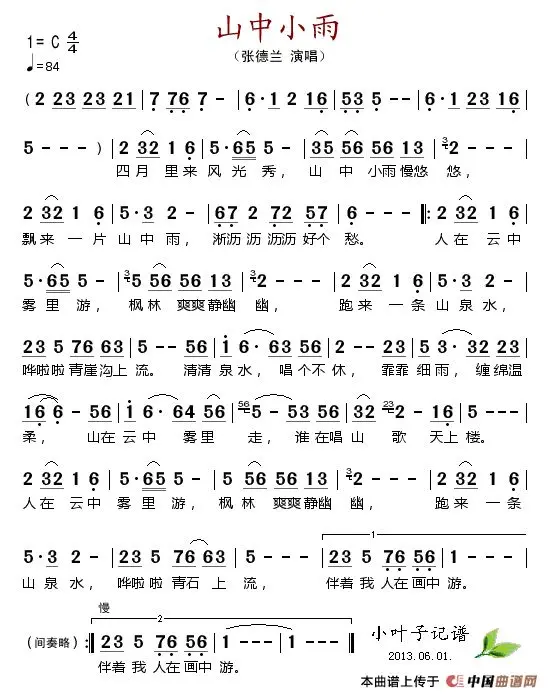 山中小雨
1= C 4/4
（张德兰 演唱）
♩=84
(2 23 23 21 | 7 76 7 - | 6·1 2 16 | 53 5 - - | 6·1 23 16 |
5 - - - ) | 2 32 1 6 | 5·65 5 - | 35 56 56 13 | 3 2 - - - |
四月 里来 风光 秀， 山 中 小雨慢悠 悠，
2 32 1 6 | 5·3 2 - | 67 2 72 57 | 6 - - - |: 2 32 1 6 |
飘来 一 片 山中 雨， 淅沥 沥 沥沥 好个 愁。 人在 云中
5·65 5 - | 3 5 56 56 13 | 3 2 - - - | 2 32 1 6 | 5·3 2 - |
雾里 游， 枫林 爽爽静幽 幽， 跑来 一 条 山泉 水，
23 5 76 63 | 5 - - 56 | i 6·3 56 | 2 - - 23 | 5 - - 32 |
哗啦啦 青崖沟上 流。 清清 泉 水， 唱个不 休， 霏霏 细雨， 缠绵温
16 6 - 56 | i 6·64 56 | 56 5 - 53 56 | 32 23 2 - 16 | 5 - - - |
柔， 山在 云 中 雾里 走， 谁在唱 山 歌 天上 楼。
2 32 1 6 | 5·65 5 - | 5 56 56 13 | 3 2 - - - | 2 32 1 6 |
人在 云中 雾里 游， 枫林 爽爽静幽 幽， 跑来 一条
1
5·3 2 - | 23 5 76 63 | 5 - - - | 23 5 76 56 | 1 - - - |
山泉 水， 哗啦啦 青石 上 流， 伴着 我 人在 画中 游。
慢
2
(间奏略) :| 23 5 76 56 | 1 - - - | 1 - - - ||
伴着 我 人在 画中 游。
小叶子记谱
2013.06.01.
本曲谱上传于 中国曲谱网